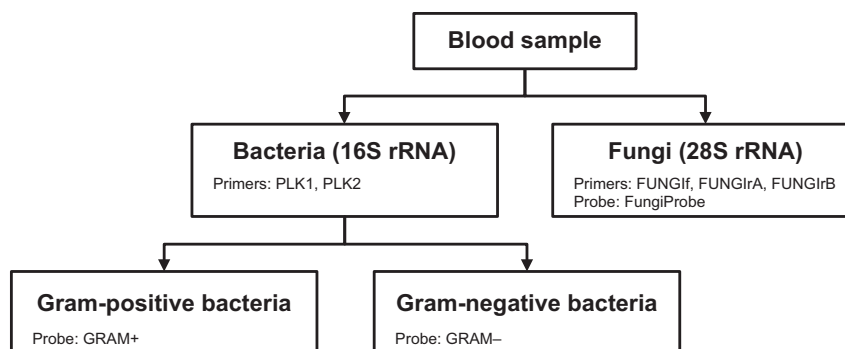 Blood sample
Bacteria (16S rRNA)
Primers: PLK1, PLK2
Fungi (28S rRNA)
Primers: FUNGIf, FUNGIrA, FUNGIrB
Probe: FungiProbe
Gram-positive bacteria
Probe: GRAM+
Gram-negative bacteria
Probe: GRAM–